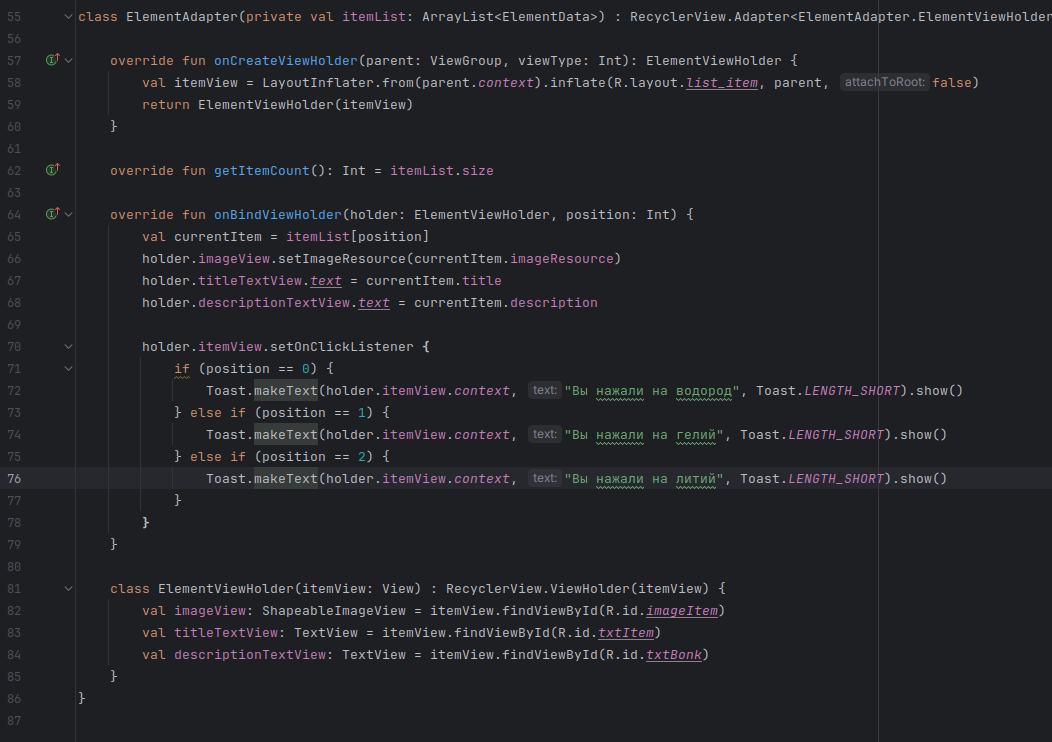 55 class ElementAdapter(private val itemList: ArrayList<ElementData>) : RecyclerView.Adapter<ElementAdapter.ElementViewHolder
56
57 override fun onCreateViewHolder(parent: ViewGroup, viewType: Int): ElementViewHolder {
58 val itemView = LayoutInflater.from(parent.context).inflate(R.layout.list_item, parent, attachToRoot: false)
59 return ElementViewHolder(itemView)
60 }
61
62 override fun getItemCount(): Int = itemList.size
63
64 override fun onBindViewHolder(holder: ElementViewHolder, position: Int) {
65 val currentItem = itemList[position]
66 holder.imageView.setImageResource(currentItem.imageResource)
67 holder.titleTextView.text = currentItem.title
68 holder.descriptionTextView.text = currentItem.description
69
70 holder.itemView.setOnClickListener {
71 if (position == 0) {
72 Toast.makeText(holder.itemView.context, text: "Вы нажали на водород", Toast.LENGTH_SHORT).show()
73 } else if (position == 1) {
74 Toast.makeText(holder.itemView.context, text: "Вы нажали на гелий", Toast.LENGTH_SHORT).show()
75 } else if (position == 2) {
76 Toast.makeText(holder.itemView.context, text: "Вы нажали на литий", Toast.LENGTH_SHORT).show()
77 }
78 }
79 }
80
81 class ElementViewHolder(itemView: View) : RecyclerView.ViewHolder(itemView) {
82 val imageView: ShapeableImageView = itemView.findViewById(R.id.imageItem)
83 val titleTextView: TextView = itemView.findViewById(R.id.txtItem)
84 val descriptionTextView: TextView = itemView.findViewById(R.id.txtBonk)
85 }
86 }
87